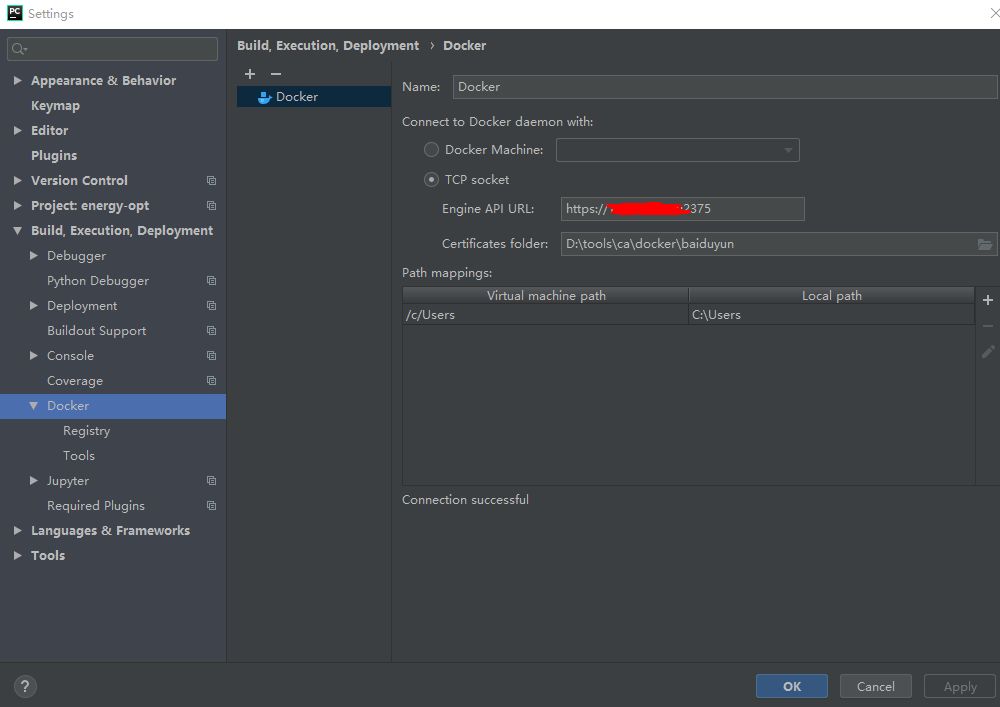 PC Settings
Appearance & Behavior
Keymap
Editor
Plugins
Version Control
Project: energy-opt
Build, Execution, Deployment
Debugger
Python Debugger
Deployment
Buildout Support
Console
Coverage
Docker
Registry
Tools
Jupyter
Required Plugins
Languages & Frameworks
Tools
Build, Execution, Deployment › Docker
Docker
Name: Docker
Connect to Docker daemon with:
Docker Machine:
TCP socket
Engine API URL: https:// :2375
Certificates folder: D:\tools\ca\docker\baiduyun
Path mappings:
Virtual machine path Local path
/c/Users C:\Users
Connection successful
? OK Cancel Apply